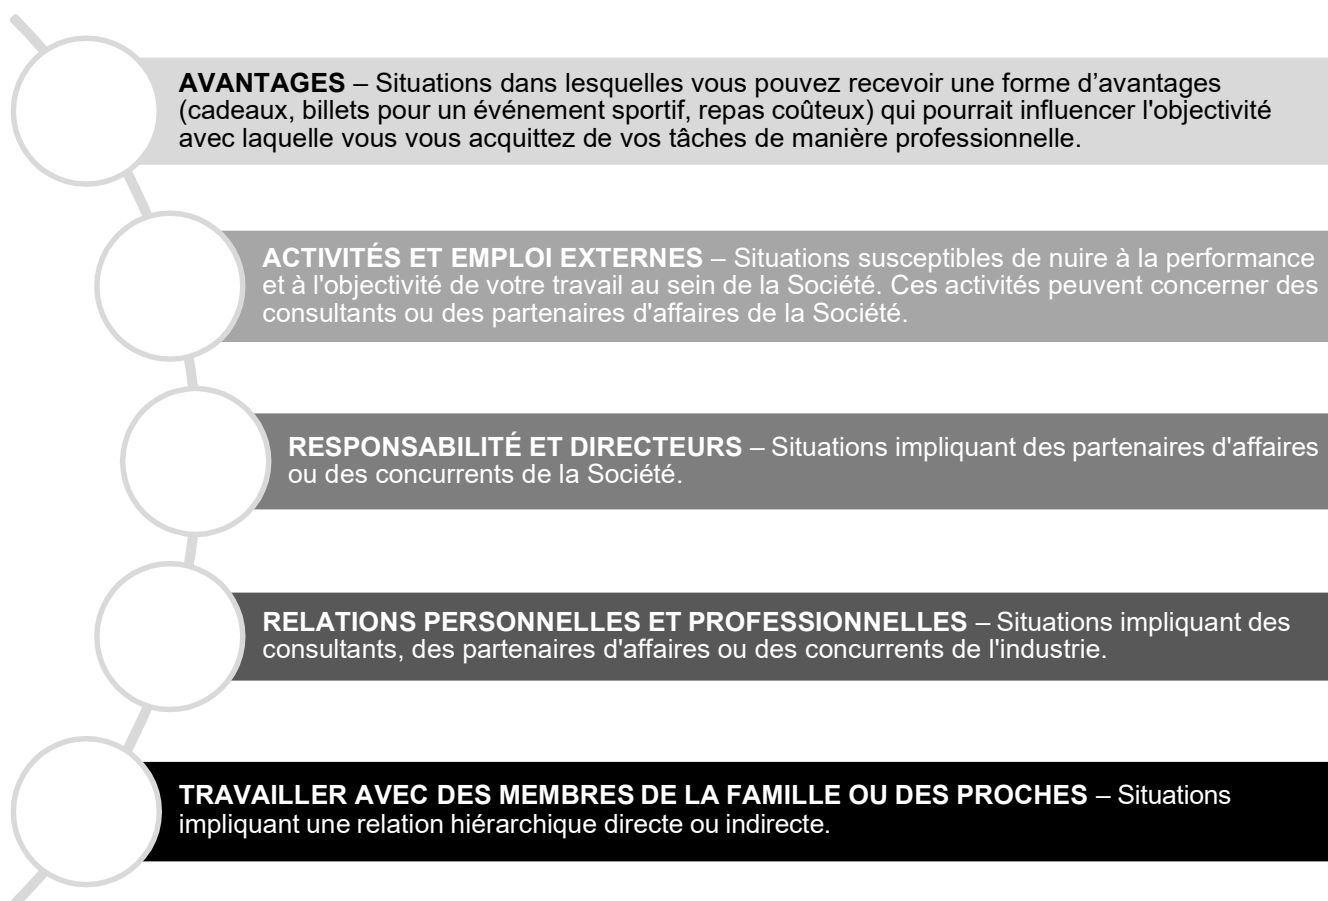 AVANTAGES – Situations dans lesquelles vous pouvez recevoir une forme d’avantages
(cadeaux, billets pour un événement sportif, repas coûteux) qui pourrait influencer l'objectivité
avec laquelle vous vous acquittez de vos tâches de manière professionnelle.
ACTIVITÉS ET EMPLOI EXTERNES – Situations susceptibles de nuire à la performance
et à l'objectivité de votre travail au sein de la Société. Ces activités peuvent concerner des
consultants ou des partenaires d'affaires de la Société.
RESPONSABILITÉ ET DIRECTEURS – Situations impliquant des partenaires d'affaires
ou des concurrents de la Société.
RELATIONS PERSONNELLES ET PROFESSIONNELLES – Situations impliquant des
consultants, des partenaires d'affaires ou des concurrents de l'industrie.
TRAVAILLER AVEC DES MEMBRES DE LA FAMILLE OU DES PROCHES – Situations
impliquant une relation hiérarchique directe ou indirecte.